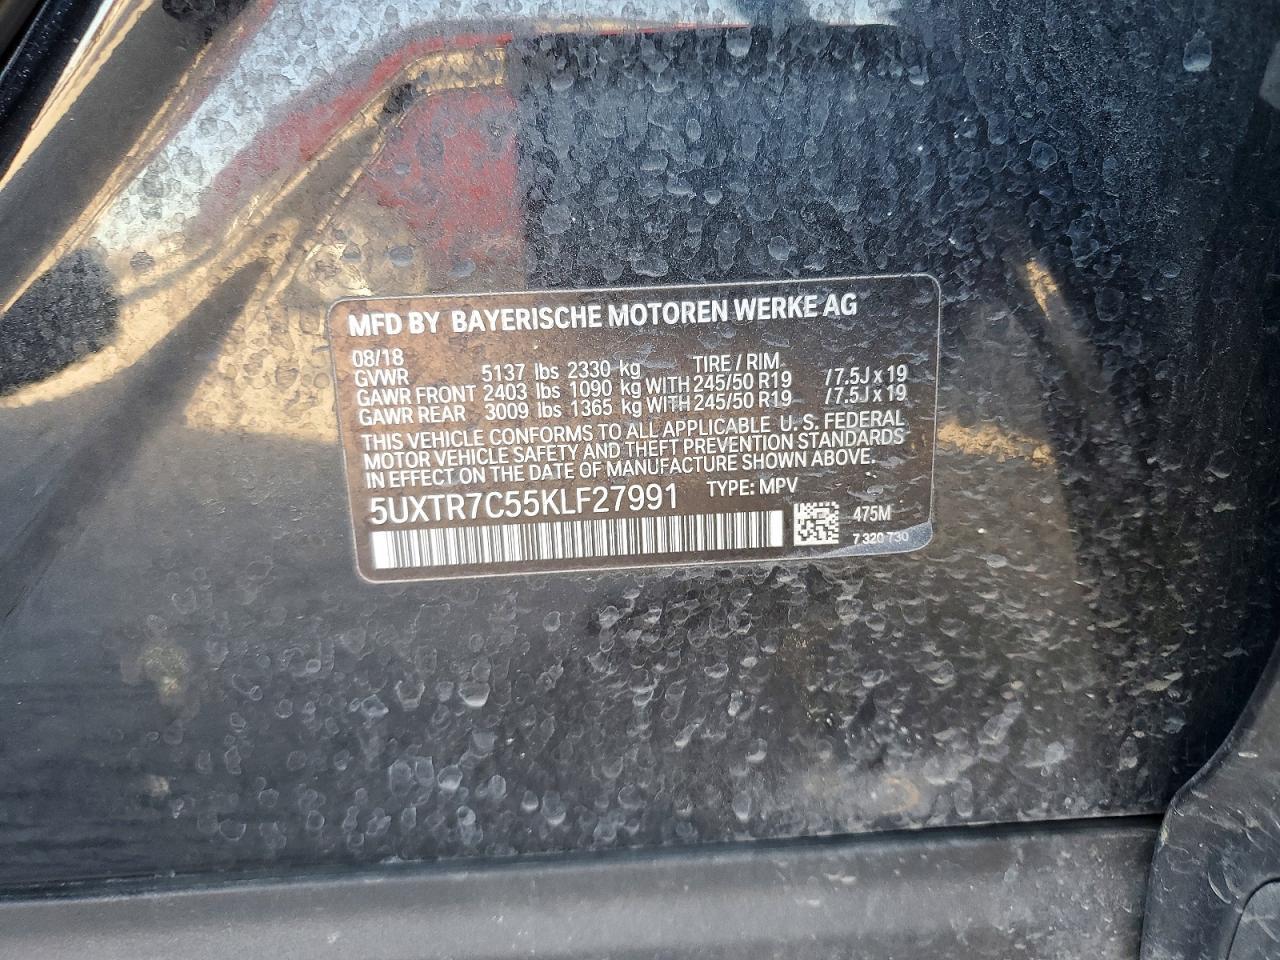 MFD BY BAYERISCHE MOTOREN WERKE AG
08/18 TIRE / RIM
GVWR 5137 lbs 2330 kg
GAWR FRONT 2403 lbs 1090 kg WITH 245/50 R19 /7.5J x 19
GAWR REAR 3009 lbs 1365 kg WITH 245/50 R19 /7.5J x 19
THIS VEHICLE CONFORMS TO ALL APPLICABLE U. S. FEDERAL
MOTOR VEHICLE SAFETY AND THEFT PREVENTION STANDARDS
IN EFFECT ON THE DATE OF MANUFACTURE SHOWN ABOVE.
5UXTR7C55KLF27991 TYPE: MPV
475M
7 320 730